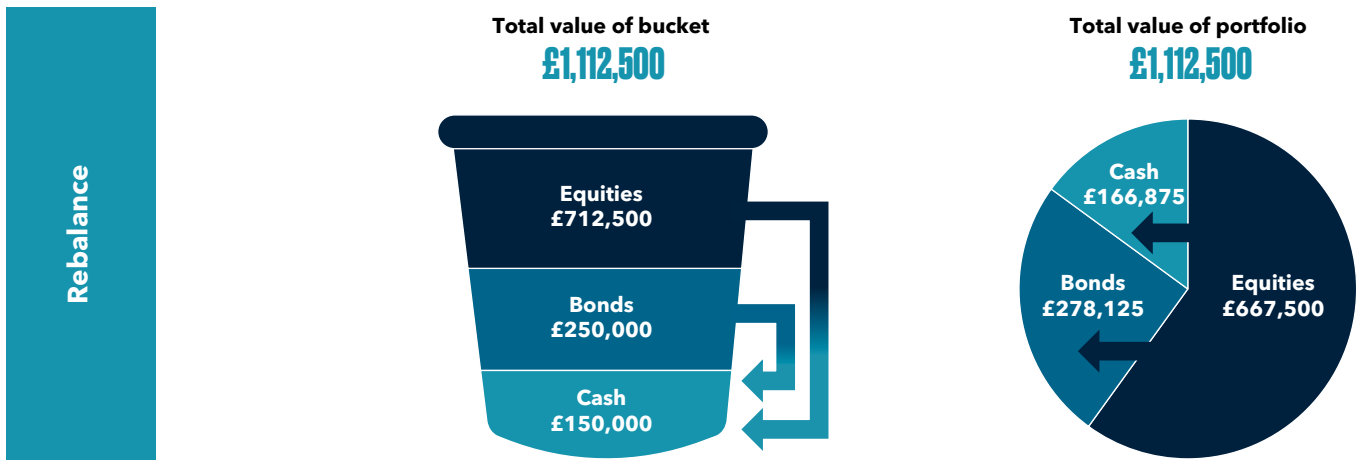 Rebalance
Total value of bucket
£1,112,500
Equities
£712,500
Bonds
£250,000
Cash
£150,000
Total value of portfolio
£1,112,500
Cash
£166,875
Bonds
£278,125
Equities
£667,500